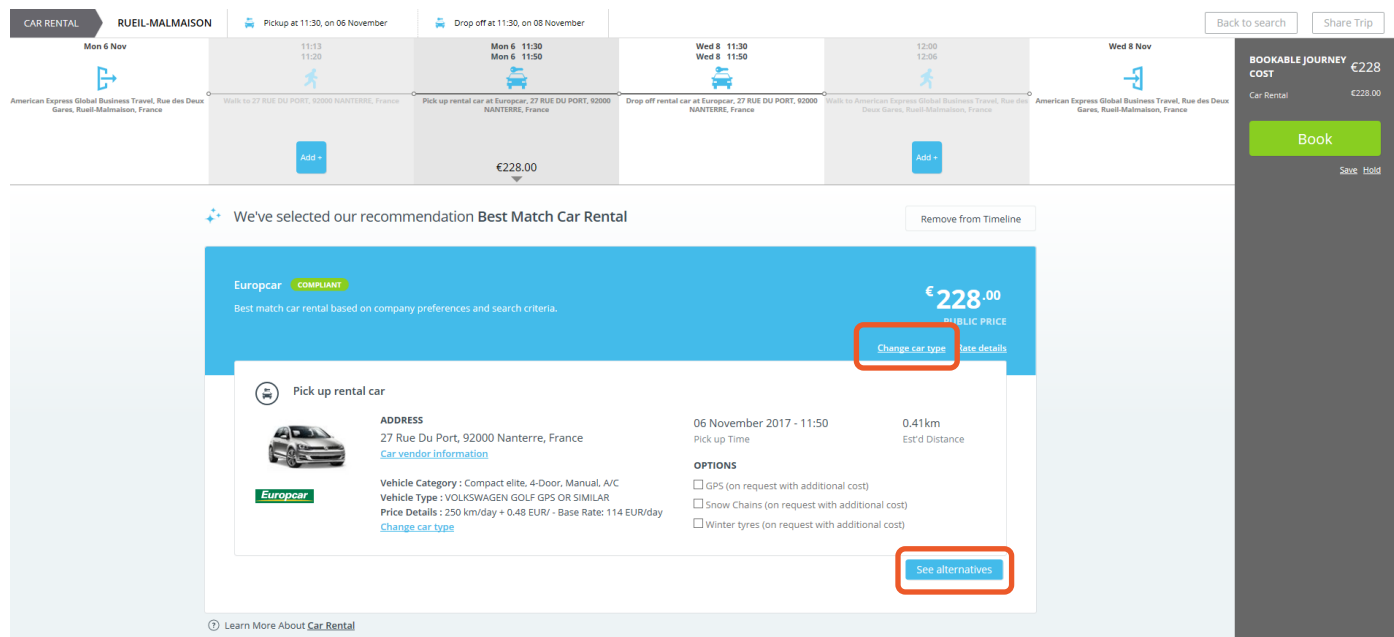 CAR RENTAL
RUEIL-MALMAISON
Pickup at 11:30, on 06 November
Drop off at 11:30, on 08 November
Back to search
Share Trip
Mon 6 Nov
American Express Global Business Travel, Rue des Deux
Gares, Rueil-Malmaison, France
11:13
11:20
Walk to 27 RUE DU PORT, 92000 NANTERRE, France
Add +
Mon 6 11:30
Mon 6 11:50
Pick up rental car at Europcar, 27 RUE DU PORT, 92000
NANTERRE, France
€228.00
Wed 8 11:30
Wed 8 11:50
Drop off rental car at Europcar, 27 RUE DU PORT, 92000
NANTERRE, France
12:00
12:06
Walk to American Express Global Business Travel, Rue des
Deux Gares, Rueil-Malmaison, France
Add +
Wed 8 Nov
American Express Global Business Travel, Rue des Deux
Gares, Rueil-Malmaison, France
BOOKABLE JOURNEY
COST
€228
Car Rental
€228.00
Book
Save Hold
We've selected our recommendation Best Match Car Rental
Remove from Timeline
Europcar COMPLIANT
Best match car rental based on company preferences and search criteria.
€228.00
PUBLIC PRICE
Change car type
Rate details
Pick up rental car
Europcar
ADDRESS
27 Rue Du Port, 92000 Nanterre, France
Car vendor information
Vehicle Category : Compact elite, 4-Door, Manual, A/C
Vehicle Type : VOLKSWAGEN GOLF GPS OR SIMILAR
Price Details : 250 km/day + 0.48 EUR/ - Base Rate: 114 EUR/day
Change car type
06 November 2017 - 11:50
Pick up Time
0.41km
Est'd Distance
OPTIONS
GPS (on request with additional cost)
Snow Chains (on request with additional cost)
Winter tyres (on request with additional cost)
See alternatives
Learn More About Car Rental